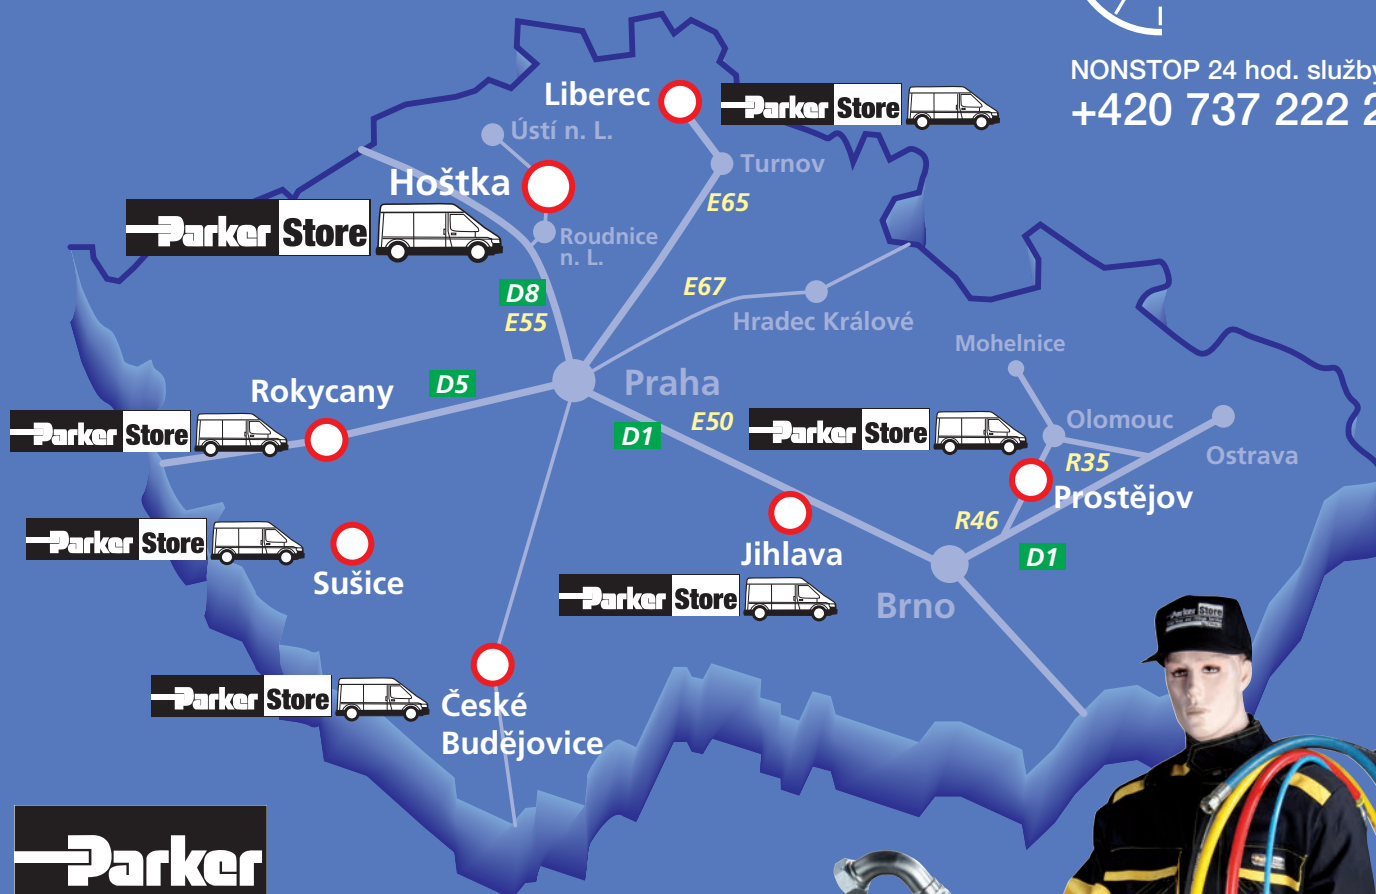 NONSTOP 24 hod. služby
+420 737 222 2
Liberec
Parker Store
Ústí n. L.
Turnov
Hoštka
E65
Parker Store
Roudnice
n. L.
D8
E55
E67
Hradec Králové
Mohelnice
Praha
D5
Rokycany
Parker Store
D1
E50
Parker Store
Olomouc
R35
Ostrava
Prostějov
R46
D1
Parker Store
Sušice
Jihlava
Parker Store
Brno
Parker Store
České
Budějovice
Parker Store
Parker